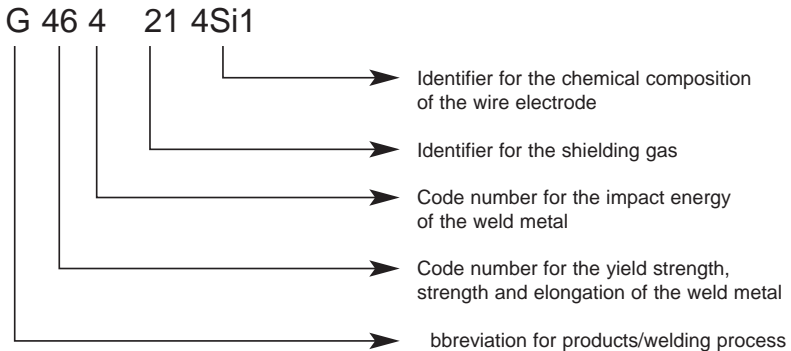 G 46 4 21 4Si1
Identifier for the chemical composition
of the wire electrode
Identifier for the shielding gas
Code number for the impact energy
of the weld metal
Code number for the yield strength,
strength and elongation of the weld metal
bbreviation for products/welding process